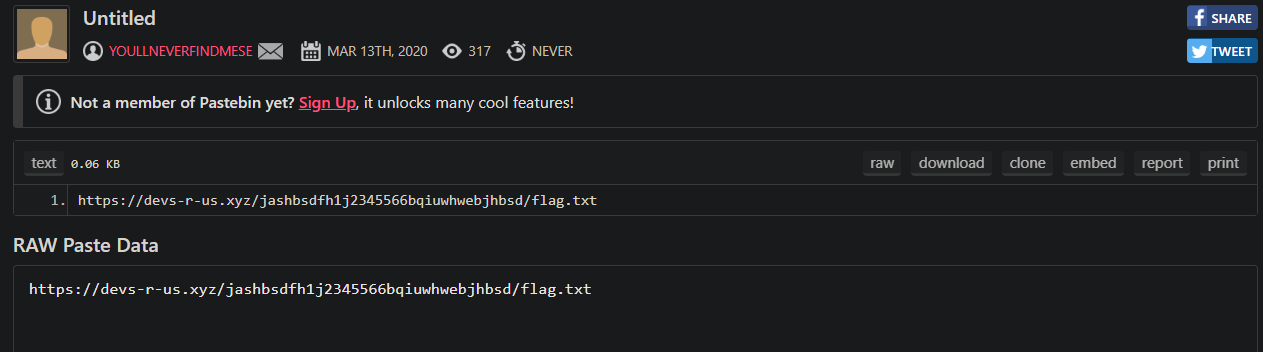 Untitled
SHARE
YOULLNEVERFINDMESE MAR 13TH, 2020 317 NEVER
TWEET
Not a member of Pastebin yet? Sign Up, it unlocks many cool features!
text 0.06 KB raw download clone embed report print
1. https://devs-r-us.xyz/jashbsdfh1j2345566bqiuwhwebjhbsd/flag.txt
RAW Paste Data
https://devs-r-us.xyz/jashbsdfh1j2345566bqiuwhwebjhbsd/flag.txt